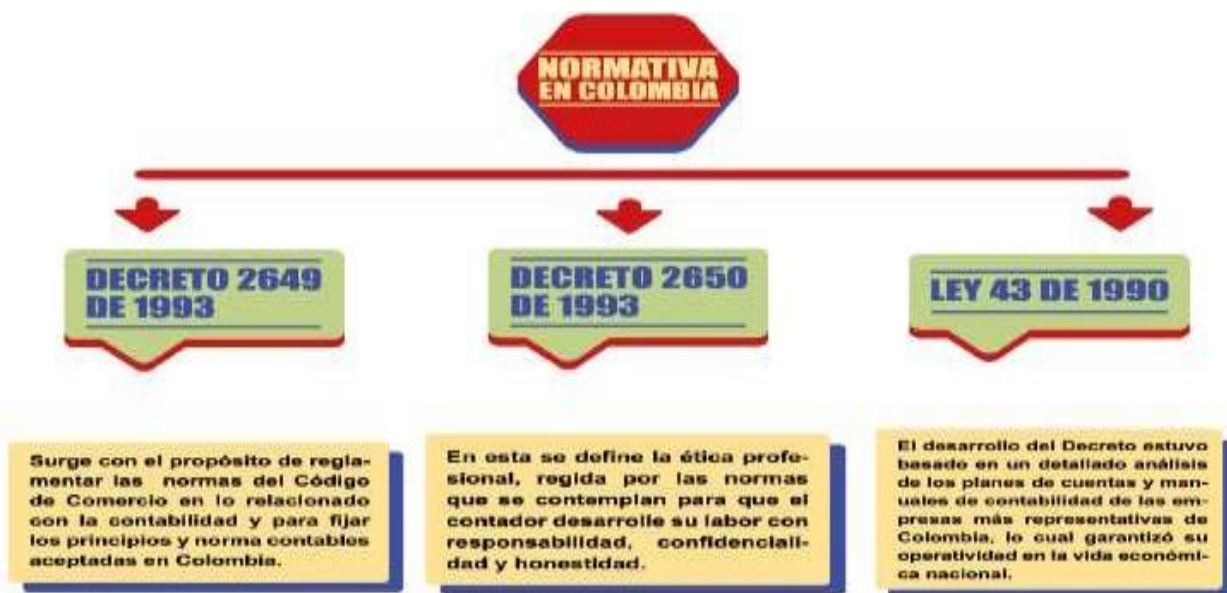 NORMATIVA
EN COLOMBIA
DECRETO 2649
DE 1993
DECRETO 2650
DE 1993
LEY 43 DE 1990
Surge con el propósito de regla-
mentar las normas del Código
de Comercio en lo relacionado
con la contabilidad y para fijar
los principios y norma contables
aceptadas en Colombia.
En esta se define la ética profe-
sional, regida por las normas
que se contemplan para que el
contador desarrolle su labor con
responsabilidad, confidenciali-
dad y honestidad.
El desarrollo del Decreto estuvo
basado en un detallado análisis
de los planes de cuentas y man-
uales de contabilidad de las em-
presas más representativas de
Colombia, lo cual garantizó su
operatividad en la vida económi-
ca nacional.